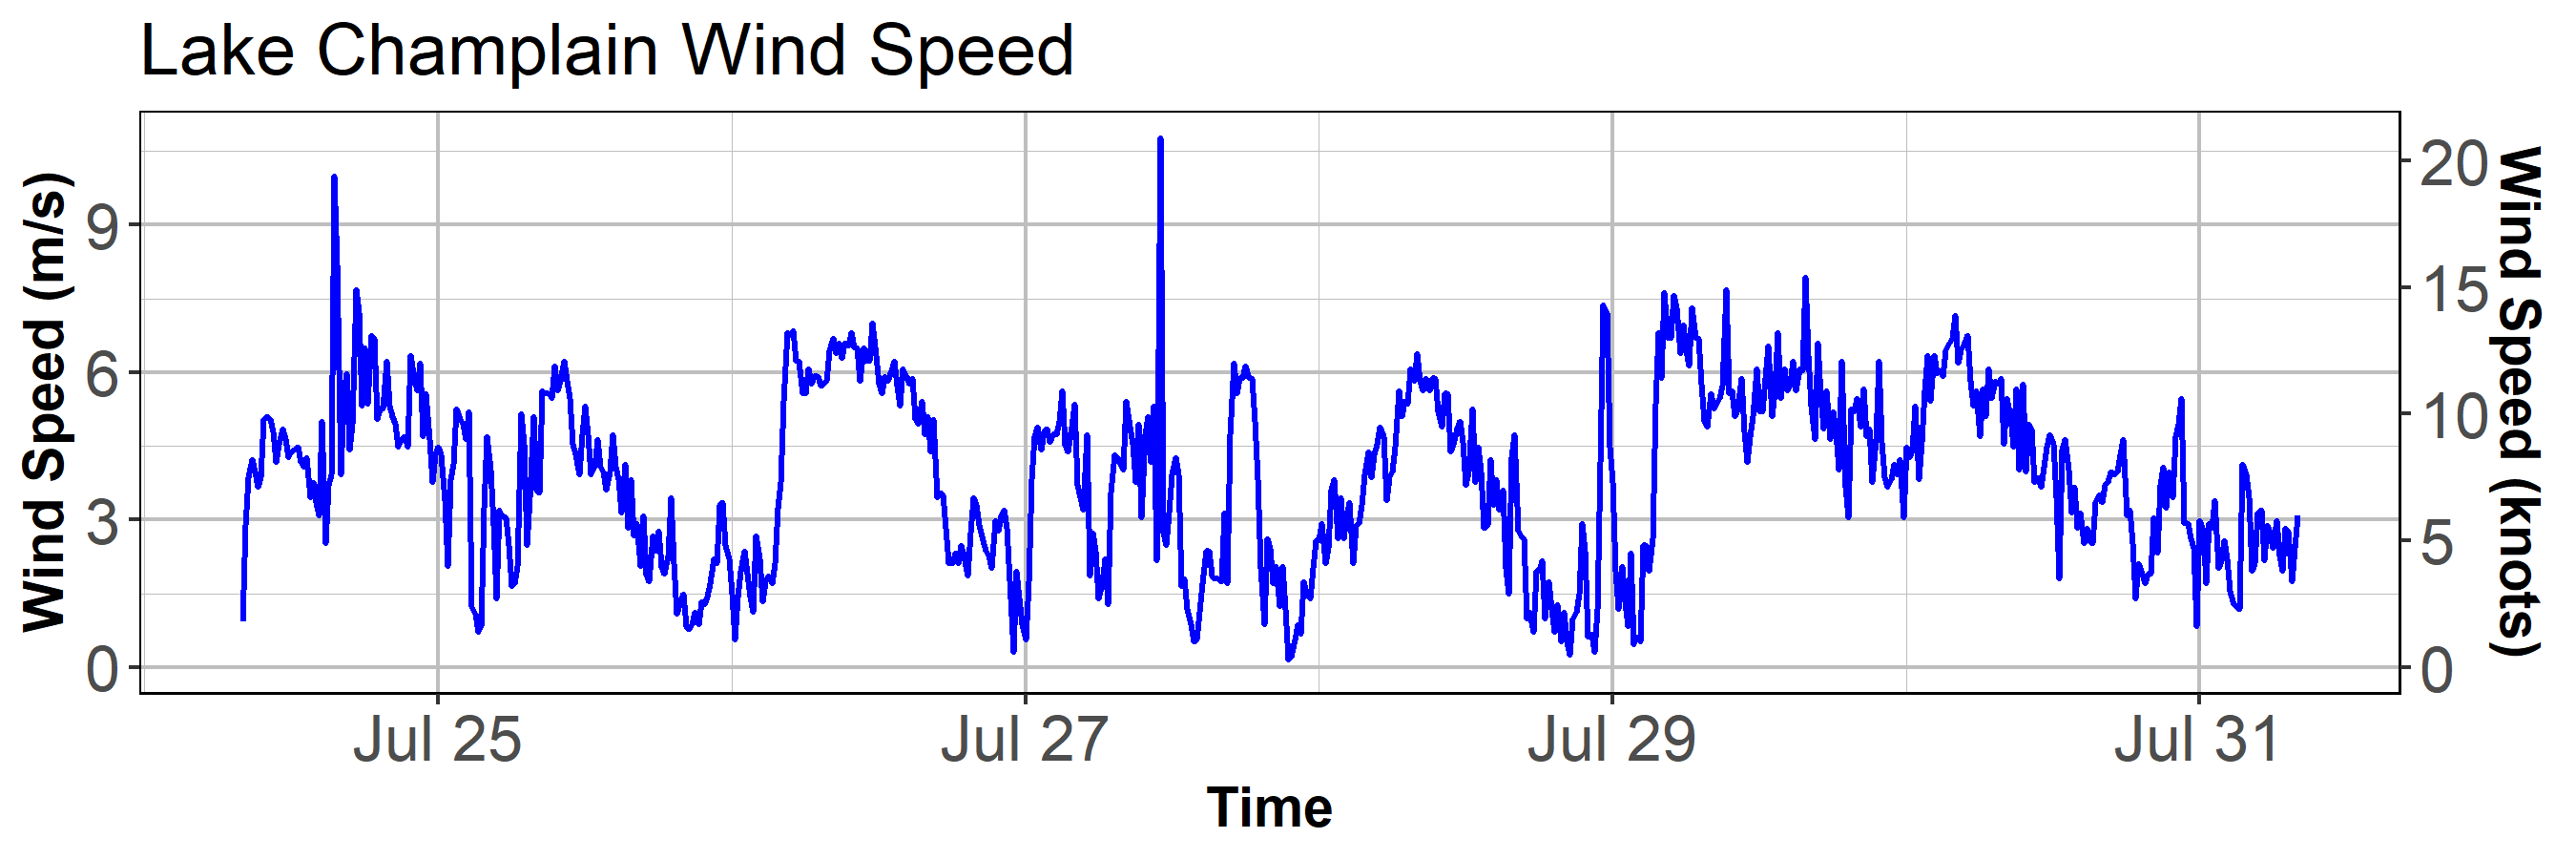 Lake Champlain Wind Speed
Wind Speed (m/s)
9
6
3
0
20
15
10
5
0
Wind Speed (knots)
Jul 25
Jul 27
Jul 29
Jul 31
Time